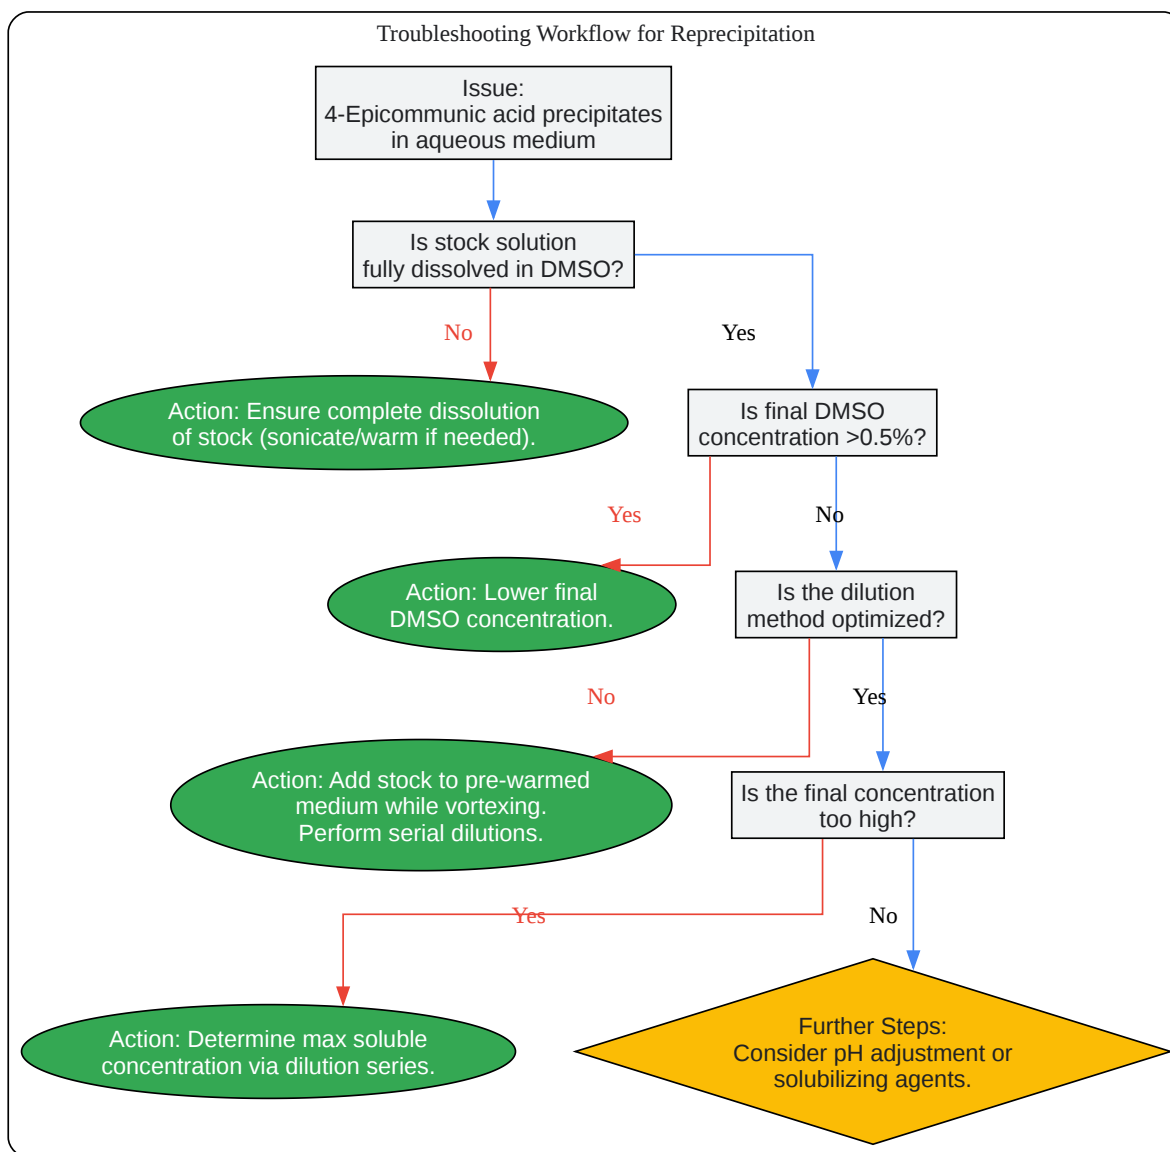 Troubleshooting Workflow for Reprecipitation
Issue:
4-Epicommunic acid precipitates
in aqueous medium
Is stock solution
fully dissolved in DMSO?
No
Yes
Action: Ensure complete dissolution
of stock (sonicate/warm if needed).
Is final DMSO
concentration >0.5%?
Yes
No
Action: Lower final
DMSO concentration.
Is the dilution
method optimized?
No
Yes
Action: Add stock to pre-warmed
medium while vortexing.
Perform serial dilutions.
Is the final concentration
too high?
Yes
No
Action: Determine max soluble
concentration via dilution series.
Further Steps:
Consider pH adjustment or
solubilizing agents.